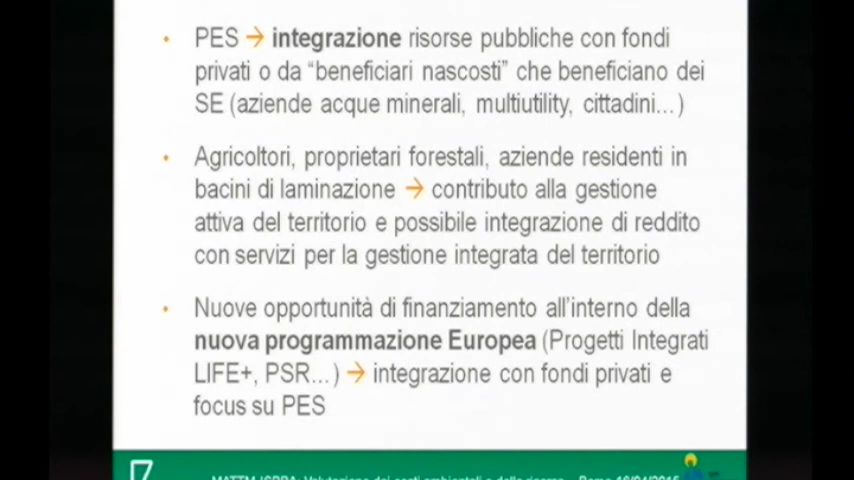 • PES → integrazione risorse pubbliche con fondi
privati o da “beneficiari nascosti” che beneficiano dei
SE (aziende acque minerali, multiutility, cittadini…)
• Agricoltori, proprietari forestali, aziende residenti in
bacini di laminazione → contributo alla gestione
attiva del territorio e possibile integrazione di reddito
con servizi per la gestione integrata del territorio
• Nuove opportunità di finanziamento all’interno della
nuova programmazione Europea (Progetti Integrati
LIFE+, PSR…) → integrazione con fondi privati e
focus su PES